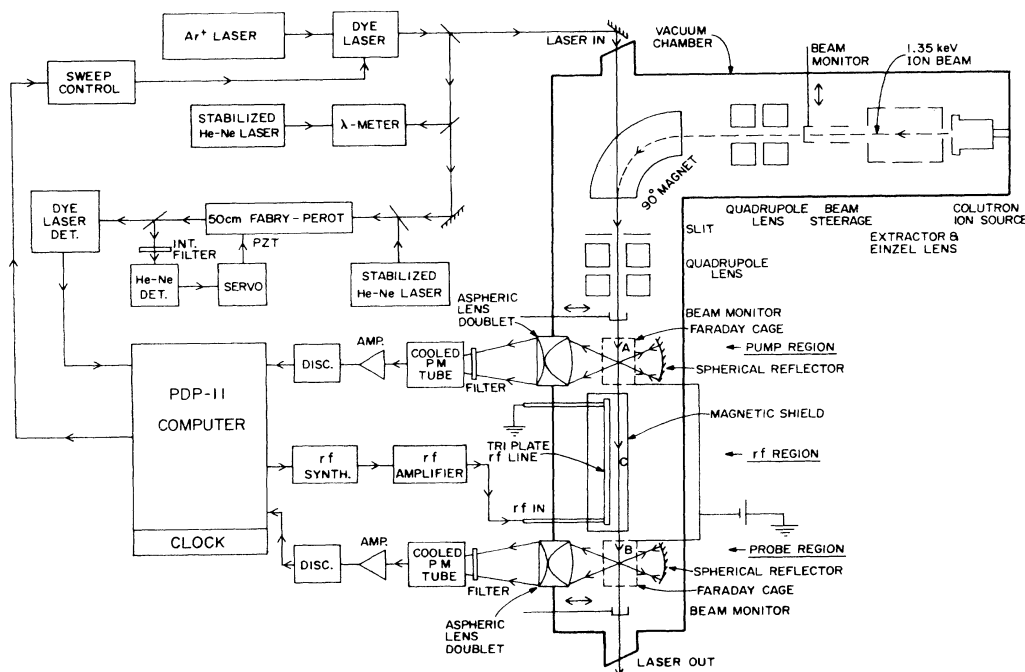 Ar+ LASER
DYE
LASER
LASER IN
VACUUM
CHAMBER
BEAM
MONITOR
1.35 keV
ION BEAM
SWEEP
CONTROL
STABILIZED
He-Ne LASER
λ-METER
90° MAGNET
QUADRUPOLE
LENS
BEAM
STEERAGE
EXTRACTOR &
EINZEL LENS
COLUTRON
ION SOURCE
SLIT
QUADRUPOLE
LENS
DYE
LASER
DET.
50cm FABRY-PEROT
INT.
FILTER
PZT
He-Ne
DET.
SERVO
STABILIZED
He-Ne LASER
ASPHERIC
LENS
DOUBLET
BEAM MONITOR
FARADAY CAGE
A
PUMP REGION
SPHERICAL REFLECTOR
AMP.
DISC.
COOLED
PM
TUBE
FILTER
PDP-11
COMPUTER
MAGNETIC SHIELD
TRI PLATE
rf LINE
C
rf REGION
rf
SYNTH.
rf
AMPLIFIER
rf IN
CLOCK
AMP.
DISC.
COOLED
PM
TUBE
FILTER
B
PROBE REGION
SPHERICAL REFLECTOR
FARADAY CAGE
BEAM MONITOR
ASPHERIC
LENS
DOUBLET
LASER OUT